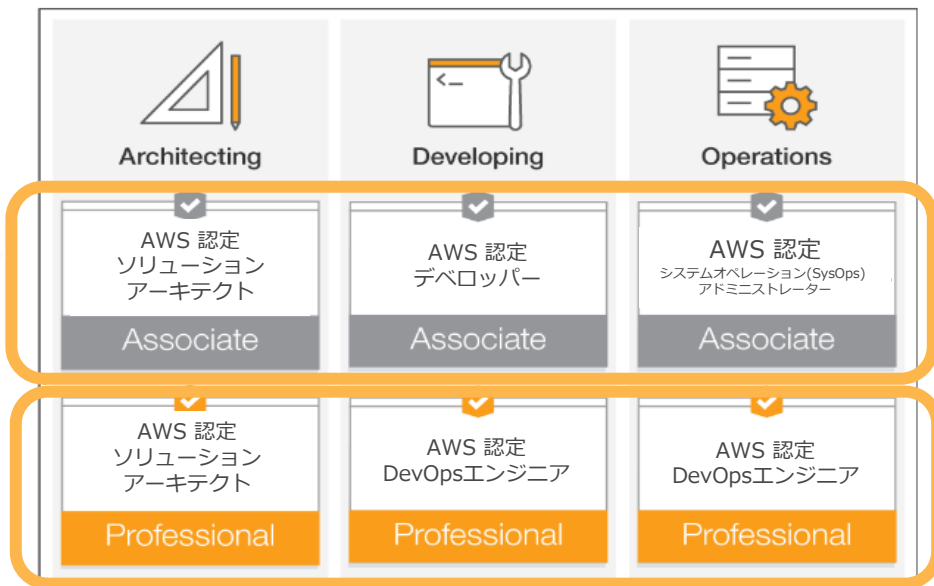 Architecting
Developing
Operations
AWS 認定
ソリューション
アーキテクト
Associate
AWS 認定
デベロッパー
Associate
AWS 認定
システムオペレーション(SysOps)
アドミニストレーター
Associate
AWS 認定
ソリューション
アーキテクト
Professional
AWS 認定
DevOpsエンジニア
Professional
AWS 認定
DevOpsエンジニア
Professional